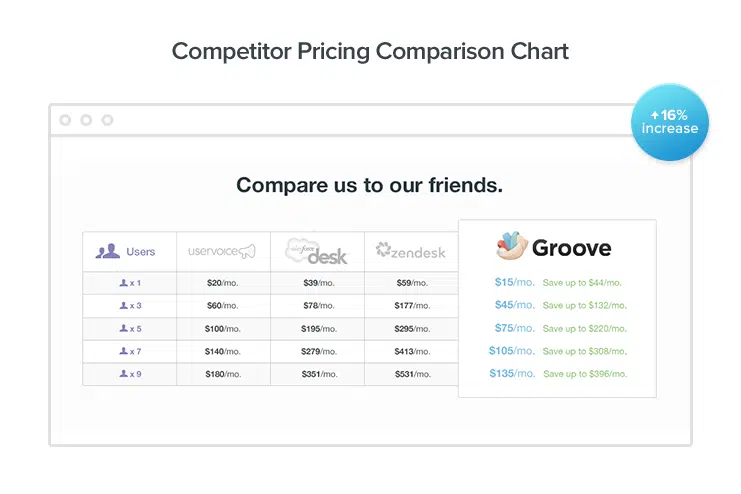 Competitor Pricing Comparison Chart
↑16%
increase
Compare us to our friends.
Users uservoice salesforce desk zendesk Groove
x 1 $20/mo. $39/mo. $59/mo. $15/mo. Save up to $44/mo.
x 3 $60/mo. $78/mo. $177/mo. $45/mo. Save up to $132/mo.
x 5 $100/mo. $195/mo. $295/mo. $75/mo. Save up to $220/mo.
x 7 $140/mo. $279/mo. $413/mo. $105/mo. Save up to $308/mo.
x 9 $180/mo. $351/mo. $531/mo. $135/mo. Save up to $396/mo.